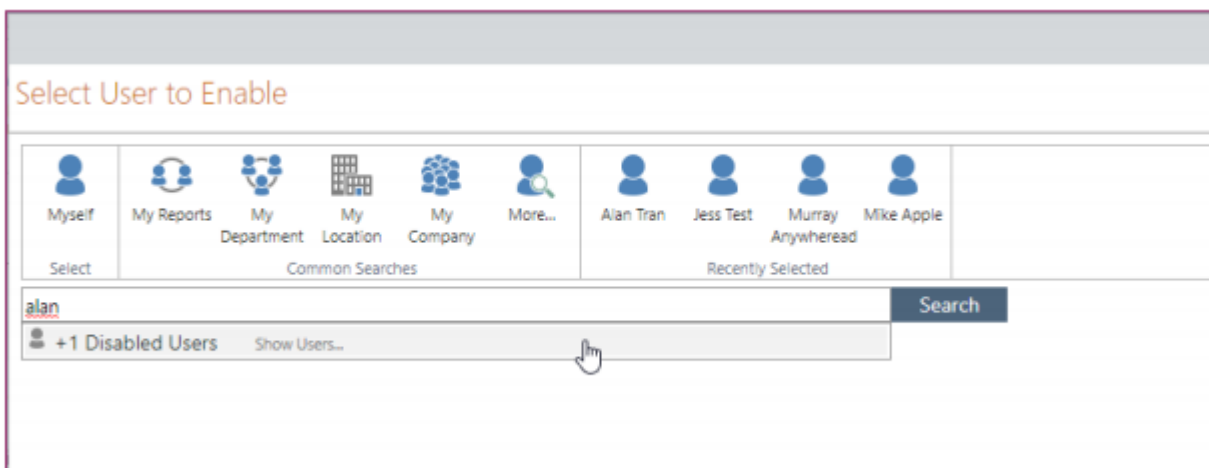 Select User to Enable
Myself
My Reports
My
Department
My
Location
My
Company
More...
Alan Tran
Jess Test
Murray
Anywheread
Mike Apple
Select
Common Searches
Recently Selected
alan
Search
+1 Disabled Users Show Users...